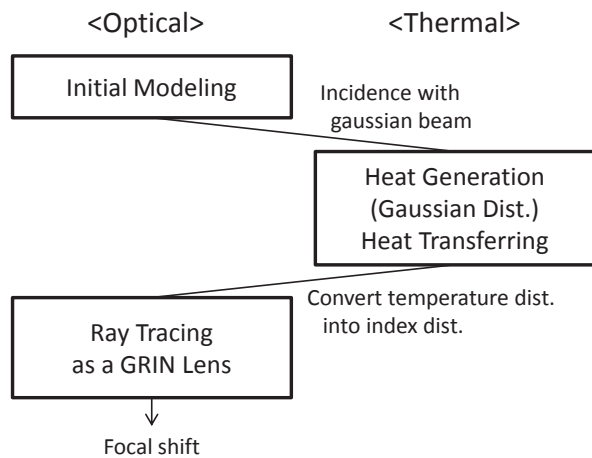 <Optical>
<Thermal>
Initial Modeling
Incidence with
gaussian beam
Heat Generation
(Gaussian Dist.)
Heat Transferring
Convert temperature dist.
into index dist.
Ray Tracing
as a GRIN Lens
Focal shift